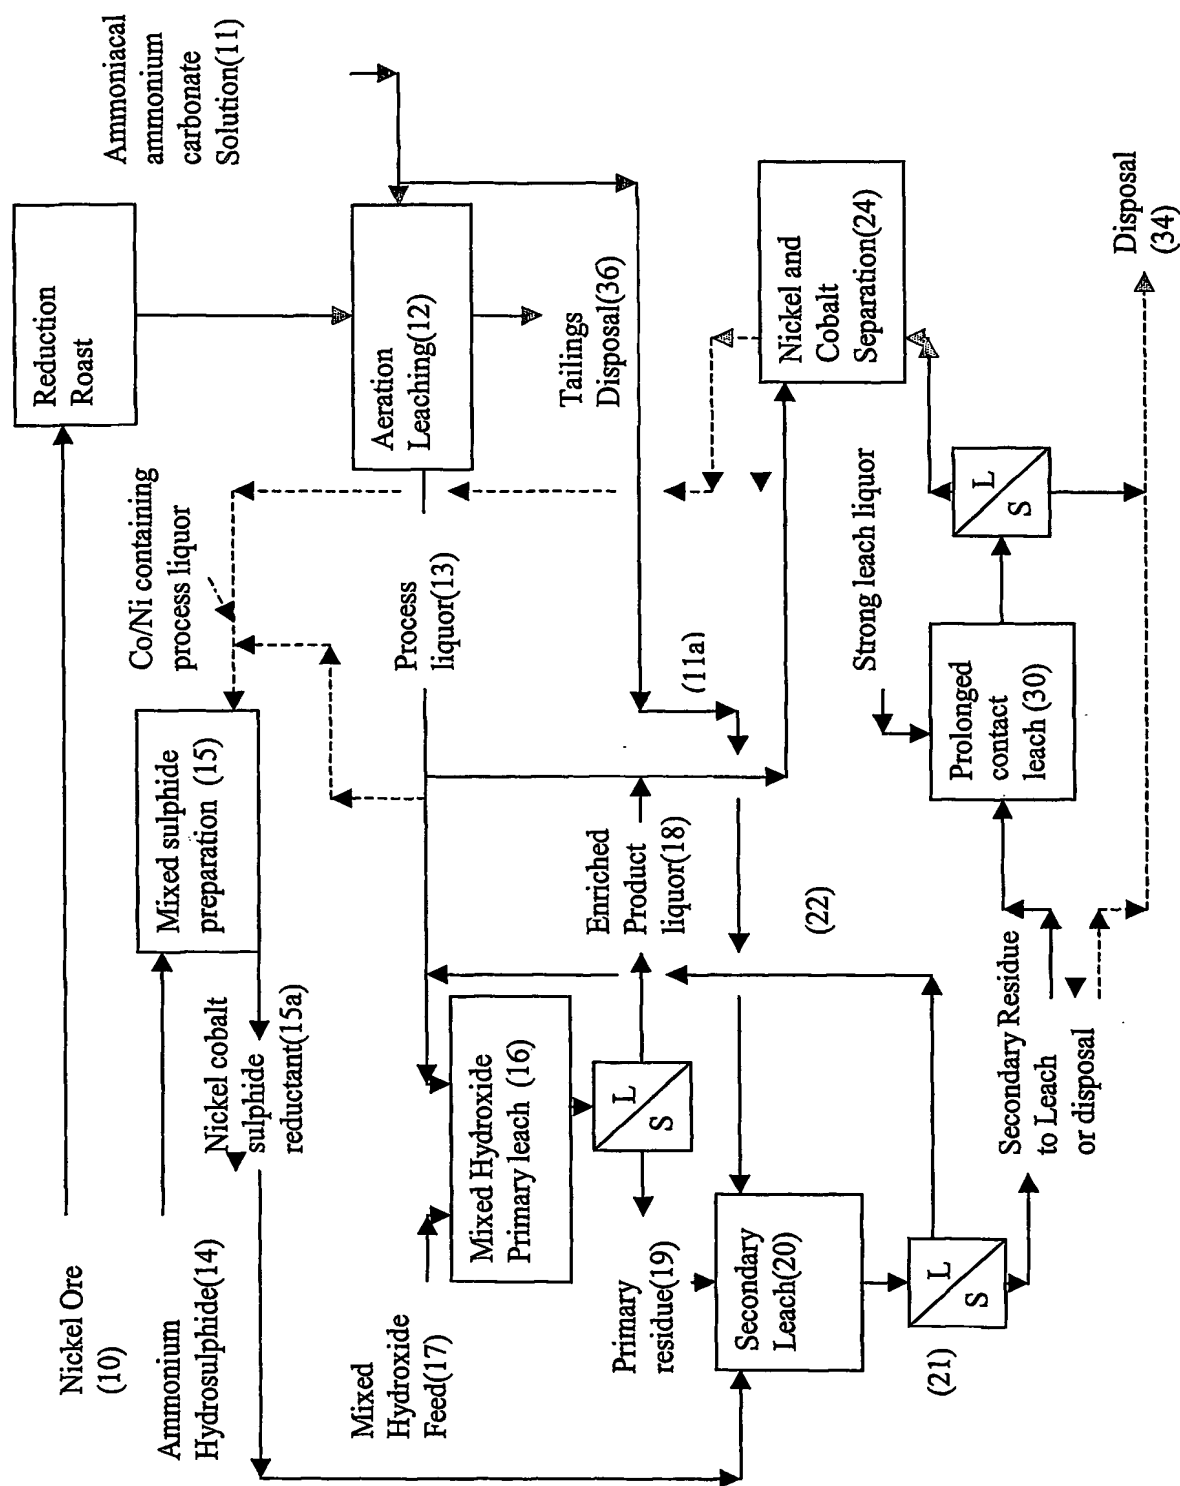 Nickel Ore
(10)
Reduction
Roast
Ammoniacal
ammonium
carbonate
Solution(11)
Ammonium
Hydrosulphide(14)
Mixed sulphide
preparation (15)
Co/Ni containing
process liquor
Nickel cobalt
sulphide
reductant(15a)
Aeration
Leaching(12)
Process
liquor(13)
Mixed
Hydroxide
Feed(17)
Mixed Hydroxide
Primary leach (16)
Tailings
Disposal(36)
L
S
Enriched
Product
liquor(18)
(11a)
Primary
residue(19)
Secondary
Leach(20)
(22)
Nickel and
Cobalt
Separation(24)
Strong leach liquor
(21)
L
S
Prolonged
contact
leach (30)
L
S
Secondary Residue
to Leach
or disposal
Disposal
(34)